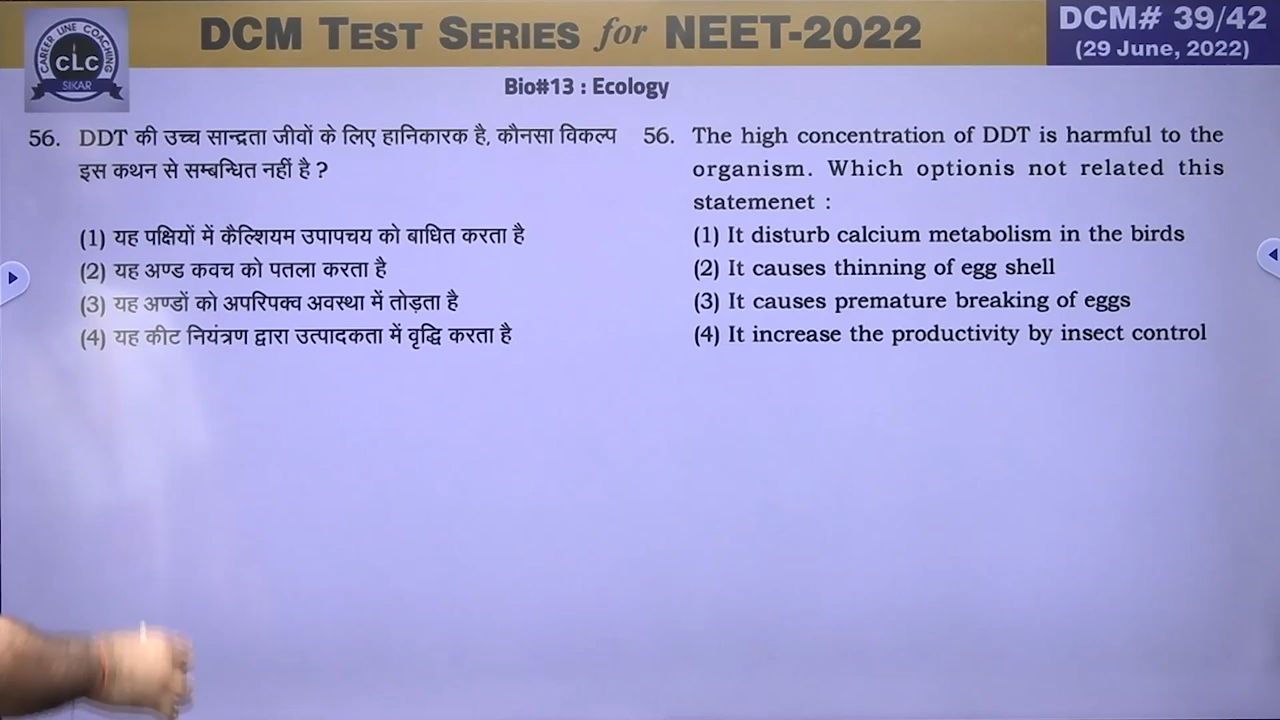 DCM TEST SERIES for NEET-2022
DCM# 39/42
(29 June, 2022)
CAREER LINE COACHING
CLC
SIKAR
Bio#13 : Ecology
56. DDT की उच्च सान्द्रता जीवों के लिए हानिकारक है, कौनसा विकल्प
इस कथन से सम्बन्धित नहीं है ?
(1) यह पक्षियों में कैल्शियम उपापचय को बाधित करता है
(2) यह अण्ड कवच को पतला करता है
(3) यह अण्डों को अपरिपक्व अवस्था में तोड़ता है
(4) यह कीट नियंत्रण द्वारा उत्पादकता में वृद्धि करता है
56. The high concentration of DDT is harmful to the
organism. Which optionis not related this
statemenet :
(1) It disturb calcium metabolism in the birds
(2) It causes thinning of egg shell
(3) It causes premature breaking of eggs
(4) It increase the productivity by insect control